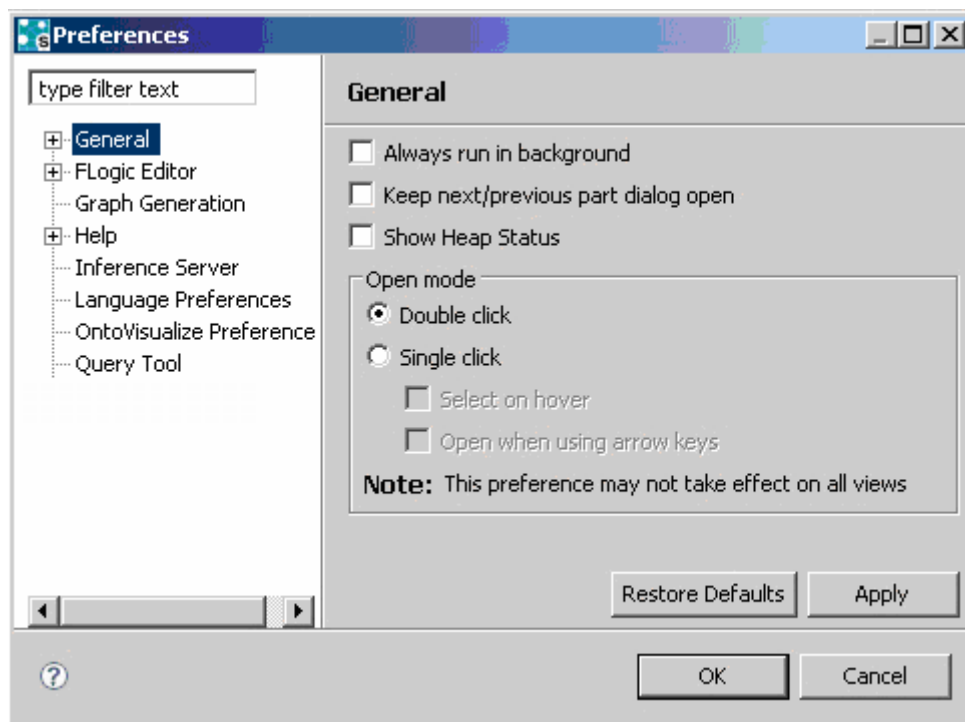 Preferences
type filter text
General
FLogic Editor
Graph Generation
Help
Inference Server
Language Preferences
OntoVisualize Preference
Query Tool
General
Always run in background
Keep next/previous part dialog open
Show Heap Status
Open mode
Double click
Single click
Select on hover
Open when using arrow keys
Note: This preference may not take effect on all views
Restore Defaults
Apply
?
OK
Cancel